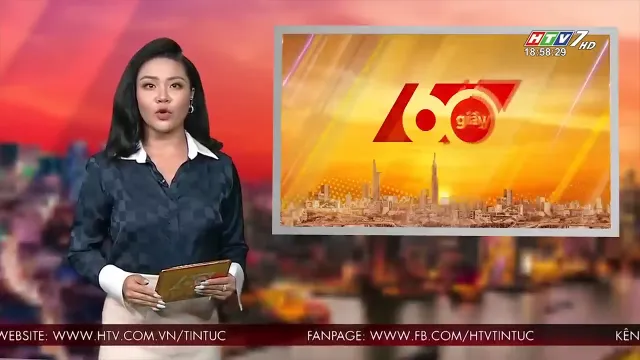 HTV7 HD
18:58:29
60 giây
WEBSITE: WWW.HTV.COM.VN/TINTUC FANPAGE: WWW.FB.COM/HTVTINTUC KÊN